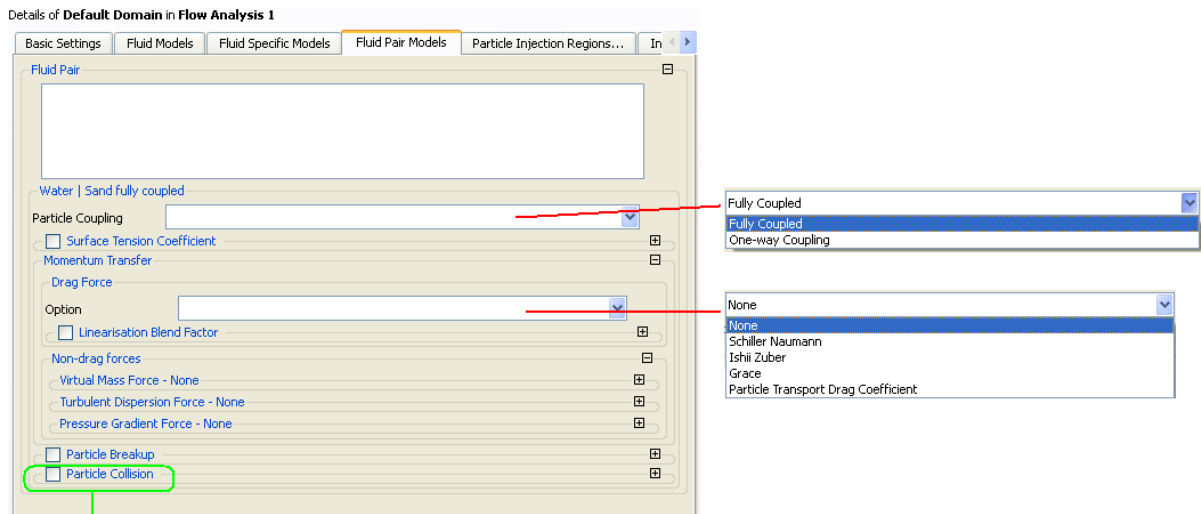 Details of Default Domain in Flow Analysis 1
Basic Settings Fluid Models Fluid Specific Models Fluid Pair Models Particle Injection Regions... In
Fluid Pair
Water | Sand fully coupled
Particle Coupling
Surface Tension Coefficient
Momentum Transfer
Drag Force
Option
Linearisation Blend Factor
Non-drag forces
Virtual Mass Force - None
Turbulent Dispersion Force - None
Pressure Gradient Force - None
Particle Breakup
Particle Collision
Fully Coupled
Fully Coupled
One-way Coupling
None
None
Schiller Naumann
Ishii Zuber
Grace
Particle Transport Drag Coefficient